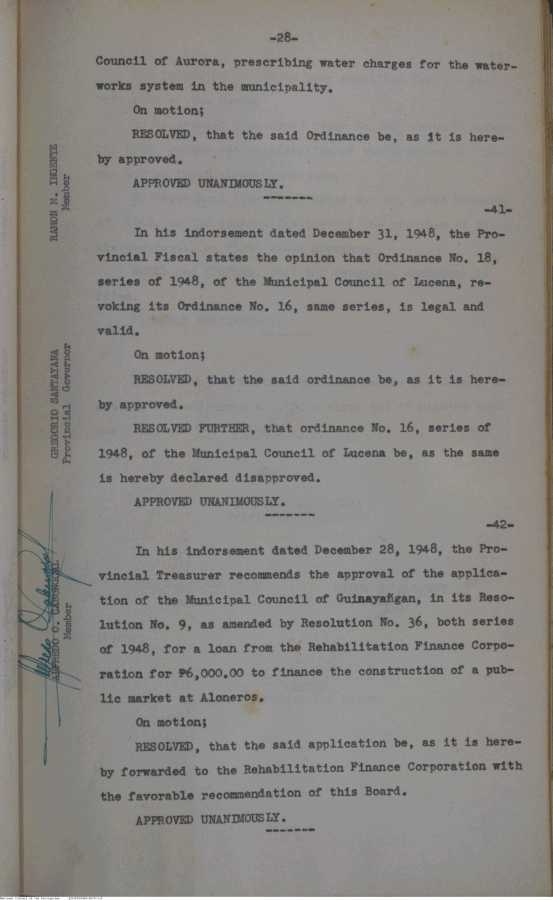 -28-
Council of Aurora, prescribing water charges for the water-
works system in the municipality.
On motion;
RESOLVED, that the said Ordinance be, as it is here-
by approved.
APPROVED UNANIMOUSLY.
-------
-41-
In his indorsement dated December 31, 1948, the Pro-
vincial Fiscal states the opinion that Ordinance No. 18,
series of 1948, of the Municipal Council of Lucena, re-
voking its Ordinance No. 16, same series, is legal and
valid.
On motion;
RESOLVED, that the said ordinance be, as it is here-
by approved.
RESOLVED FURTHER, that ordinance No. 16, series of
1948, of the Municipal Council of Lucena be, as the same
is hereby declared disapproved.
APPROVED UNANIMOUSLY.
-------
-42-
In his indorsement dated December 28, 1948, the Pro-
vincial Treasurer recommends the approval of the applica-
tion of the Municipal Council of Guinayañgan, in its Reso-
lution No. 9, as amended by Resolution No. 36, both series
of 1948, for a loan from the Rehabilitation Finance Corpo-
ration for ₱6,000.00 to finance the construction of a pub-
lic market at Aloneros.
On motion;
RESOLVED, that the said application be, as it is here-
by forwarded to the Rehabilitation Finance Corporation with
the favorable recommendation of this Board.
APPROVED UNANIMOUSLY.
-------
RAMON N. INGENTE
Member
GREGORIO SANTAYANA
Provincial Governor
ALFREDO O.
Member